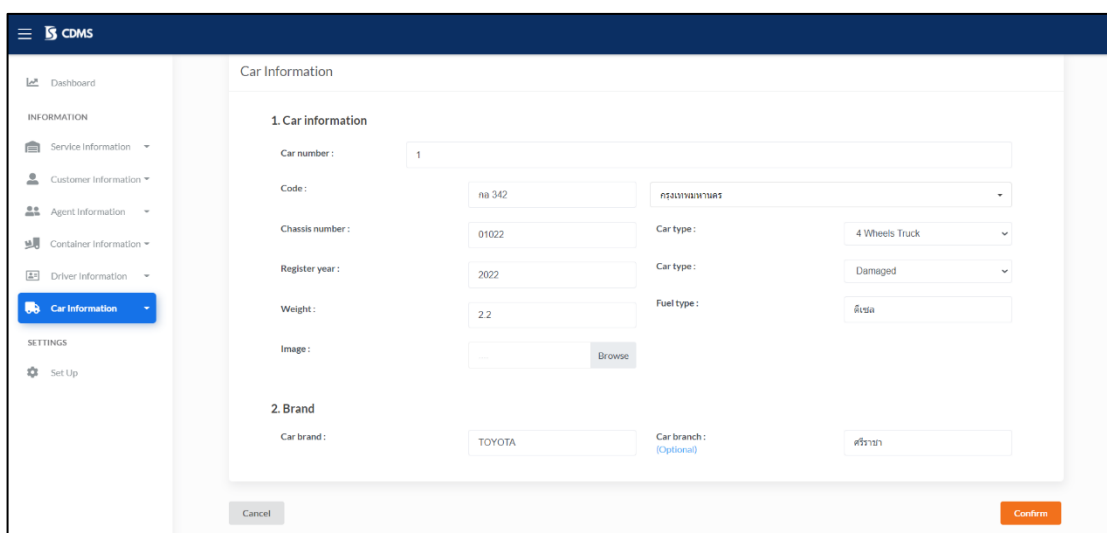 CDMS
Dashboard
INFORMATION
Service Information
Customer Information
Agent Information
Container Information
Driver Information
Car Information
SETTINGS
Set Up
Car Information
1. Car information
Car number : 1
Code : กล 342 กรุงเทพมหานคร
Chassis number : 01022 Car type : 4 Wheels Truck
Register year : 2022 Car type : Damaged
Weight : 2.2 Fuel type : ดีเซล
Image : .... Browse
2. Brand
Car brand : TOYOTA Car branch : ศรีราชา
(Optional)
Cancel Confirm